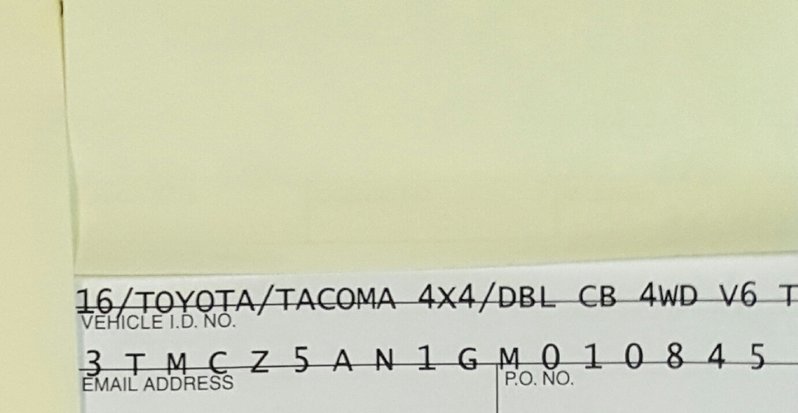 16/TOYOTA/TACOMA 4X4/DBL CB 4WD V6 T
VEHICLE I.D. NO.
3 T M C Z 5 A N 1 G M 0 1 0 8 4 5
EMAIL ADDRESS P.O. NO.